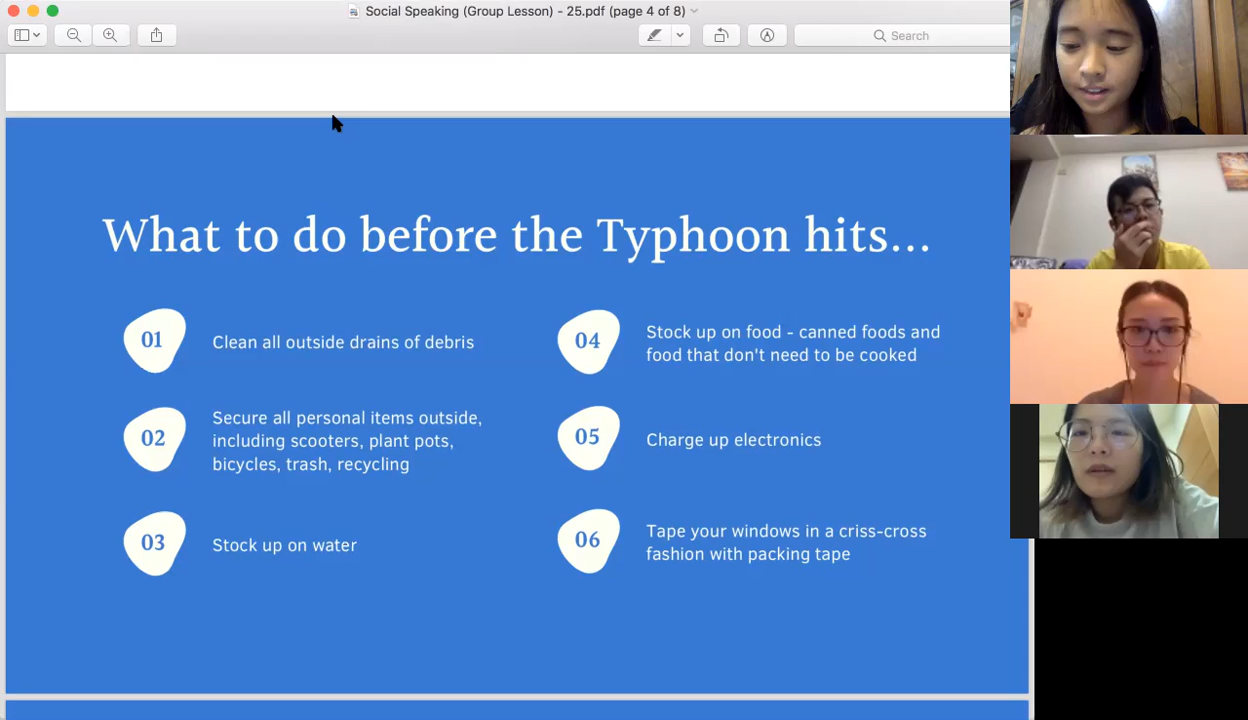 Social Speaking (Group Lesson) - 25.pdf (page 4 of 8)
Search
What to do before the Typhoon hits...
01
Clean all outside drains of debris
02
Secure all personal items outside,
including scooters, plant pots,
bicycles, trash, recycling
03
Stock up on water
04
Stock up on food - canned foods and
food that don't need to be cooked
05
Charge up electronics
06
Tape your windows in a criss-cross
fashion with packing tape